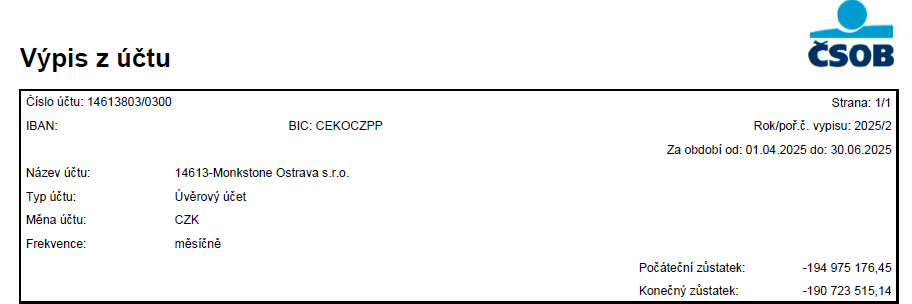 ČSOB
Výpis z účtu
Číslo účtu: 14613803/0300 Strana: 1/1
IBAN: BIC: CEKOCZPP Rok/poř.č. vypisu: 2025/2
Za období od: 01.04.2025 do: 30.06.2025
Název účtu: 14613-Monkstone Ostrava s.r.o.
Typ účtu: Úvěrový účet
Měna účtu: CZK
Frekvence: měsíčně
Počáteční zůstatek: -194 975 176,45
Konečný zůstatek: -190 723 515,14